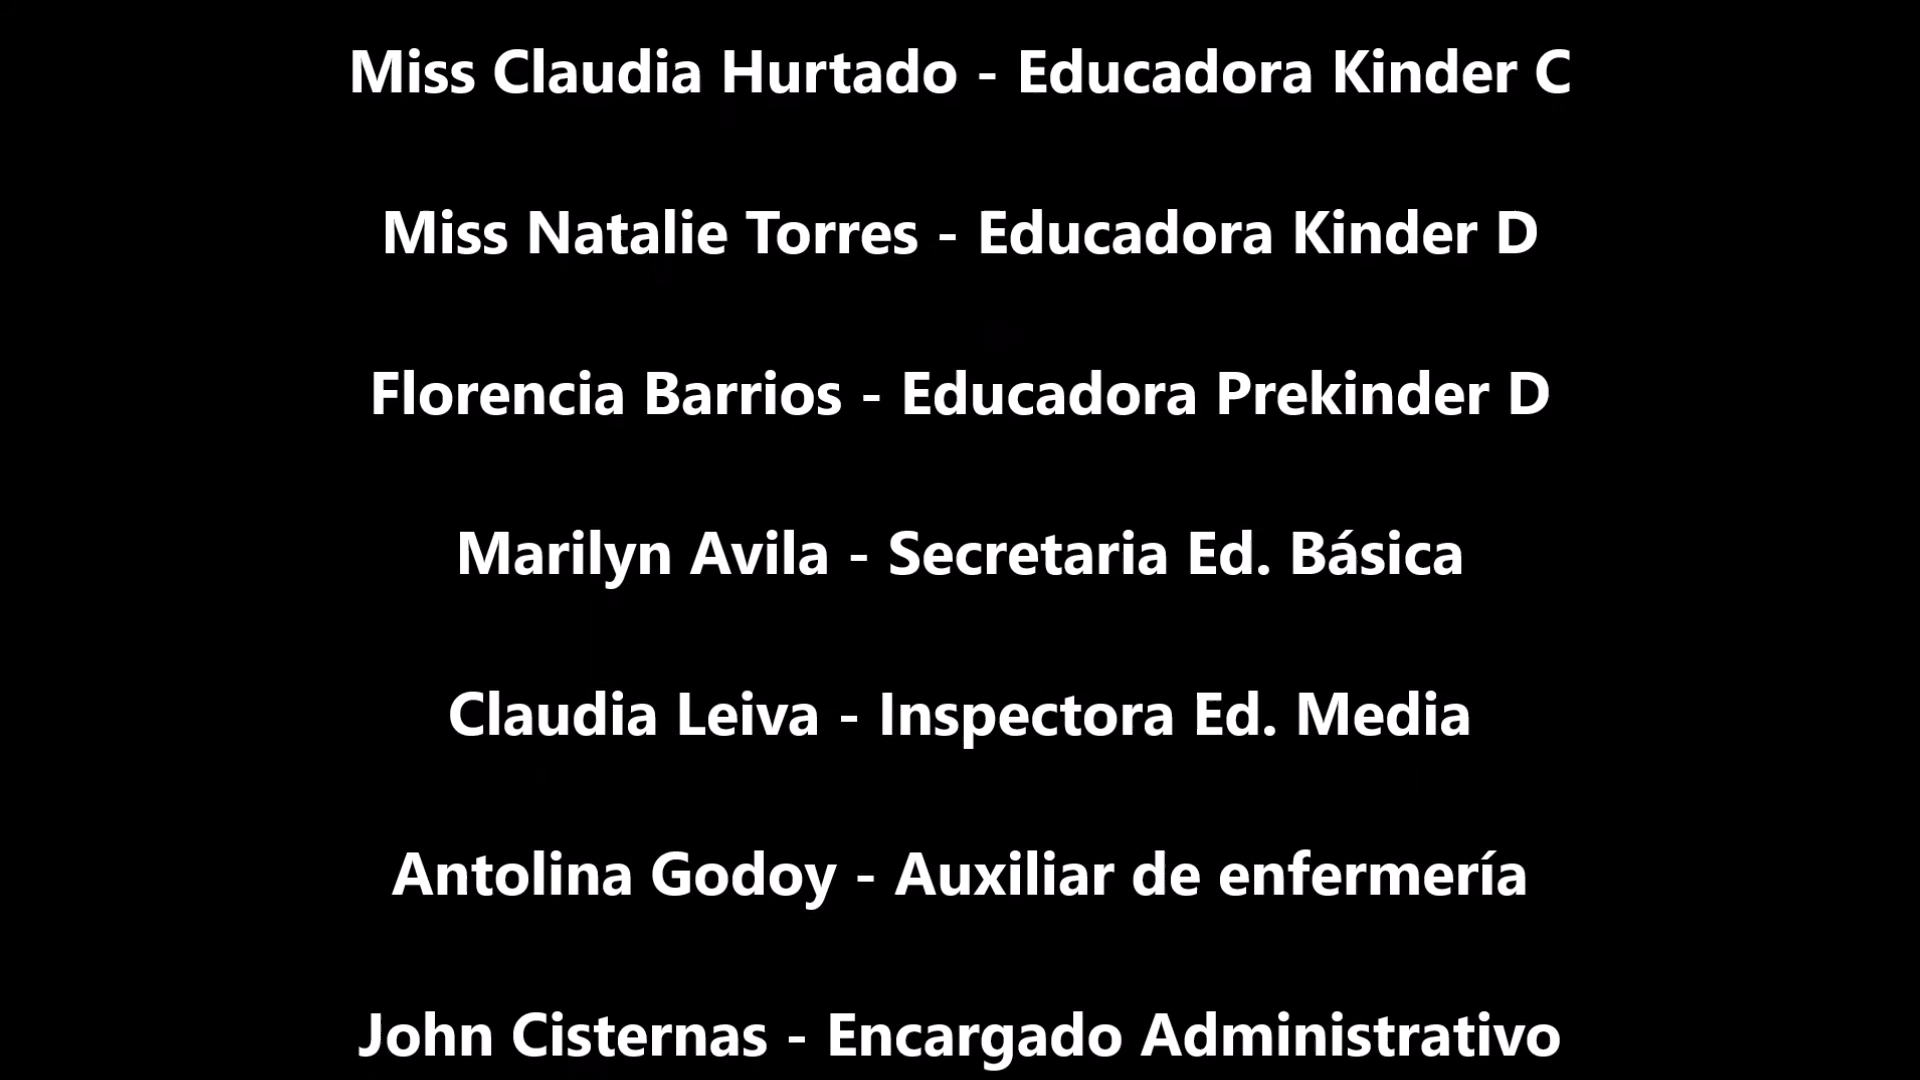 Miss Claudia Hurtado - Educadora Kinder C
Miss Natalie Torres - Educadora Kinder D
Florencia Barrios - Educadora Prekinder D
Marilyn Avila - Secretaria Ed. Básica
Claudia Leiva - Inspectora Ed. Media
Antolina Godoy - Auxiliar de enfermería
John Cisternas - Encargado Administrativo